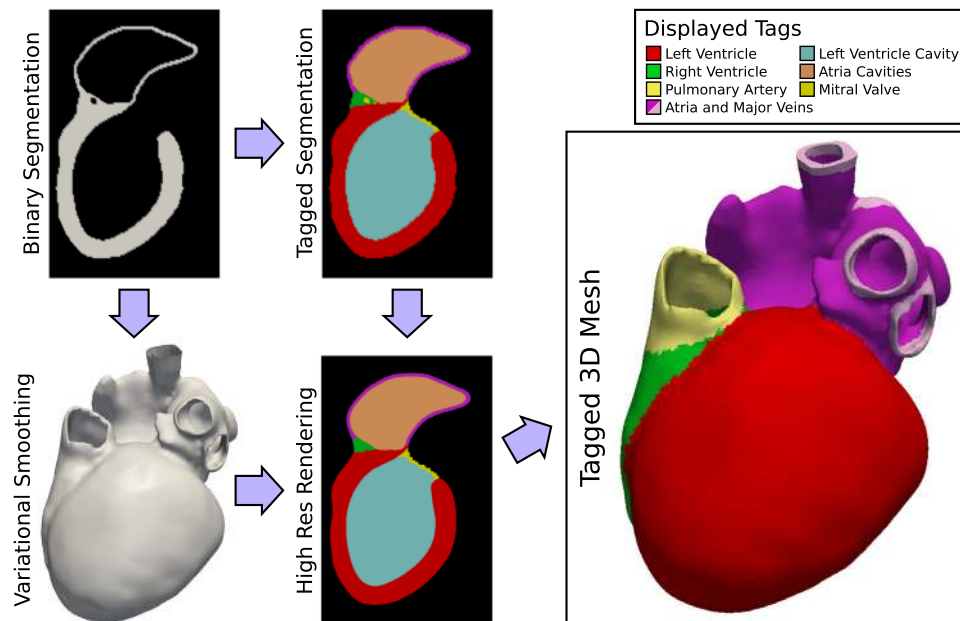 Binary Segmentation
Tagged Segmentation
Displayed Tags
Left Ventricle
Left Ventricle Cavity
Right Ventricle
Atria Cavities
Pulmonary Artery
Mitral Valve
Atria and Major Veins
Variational Smoothing
High Res Rendering
Tagged 3D Mesh